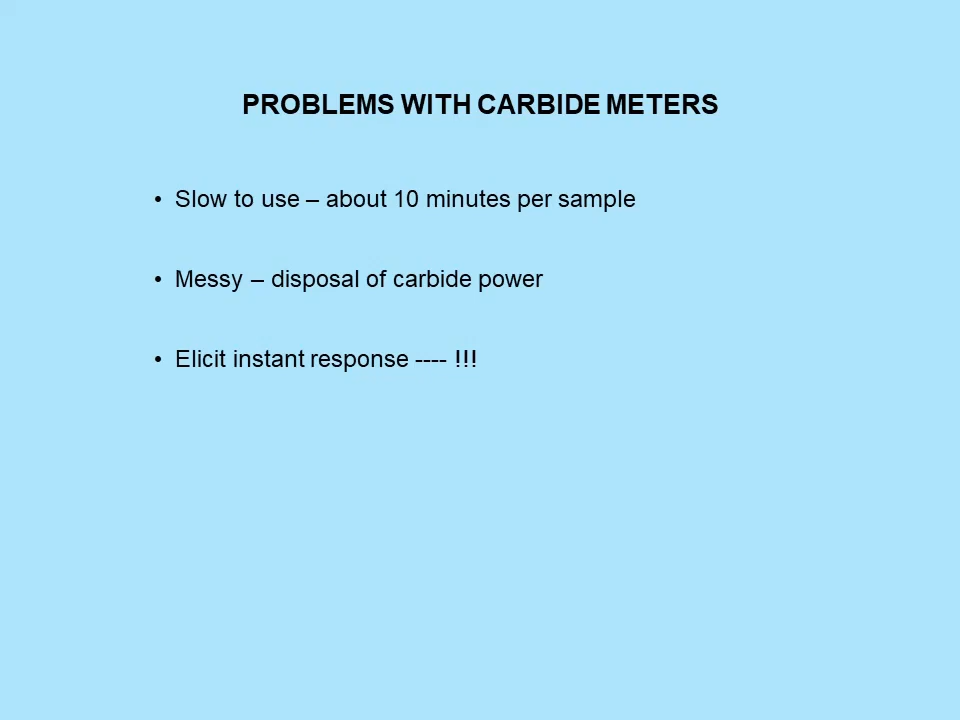 PROBLEMS WITH CARBIDE METERS
• Slow to use – about 10 minutes per sample
• Messy – disposal of carbide power
• Elicit instant response ---- !!!